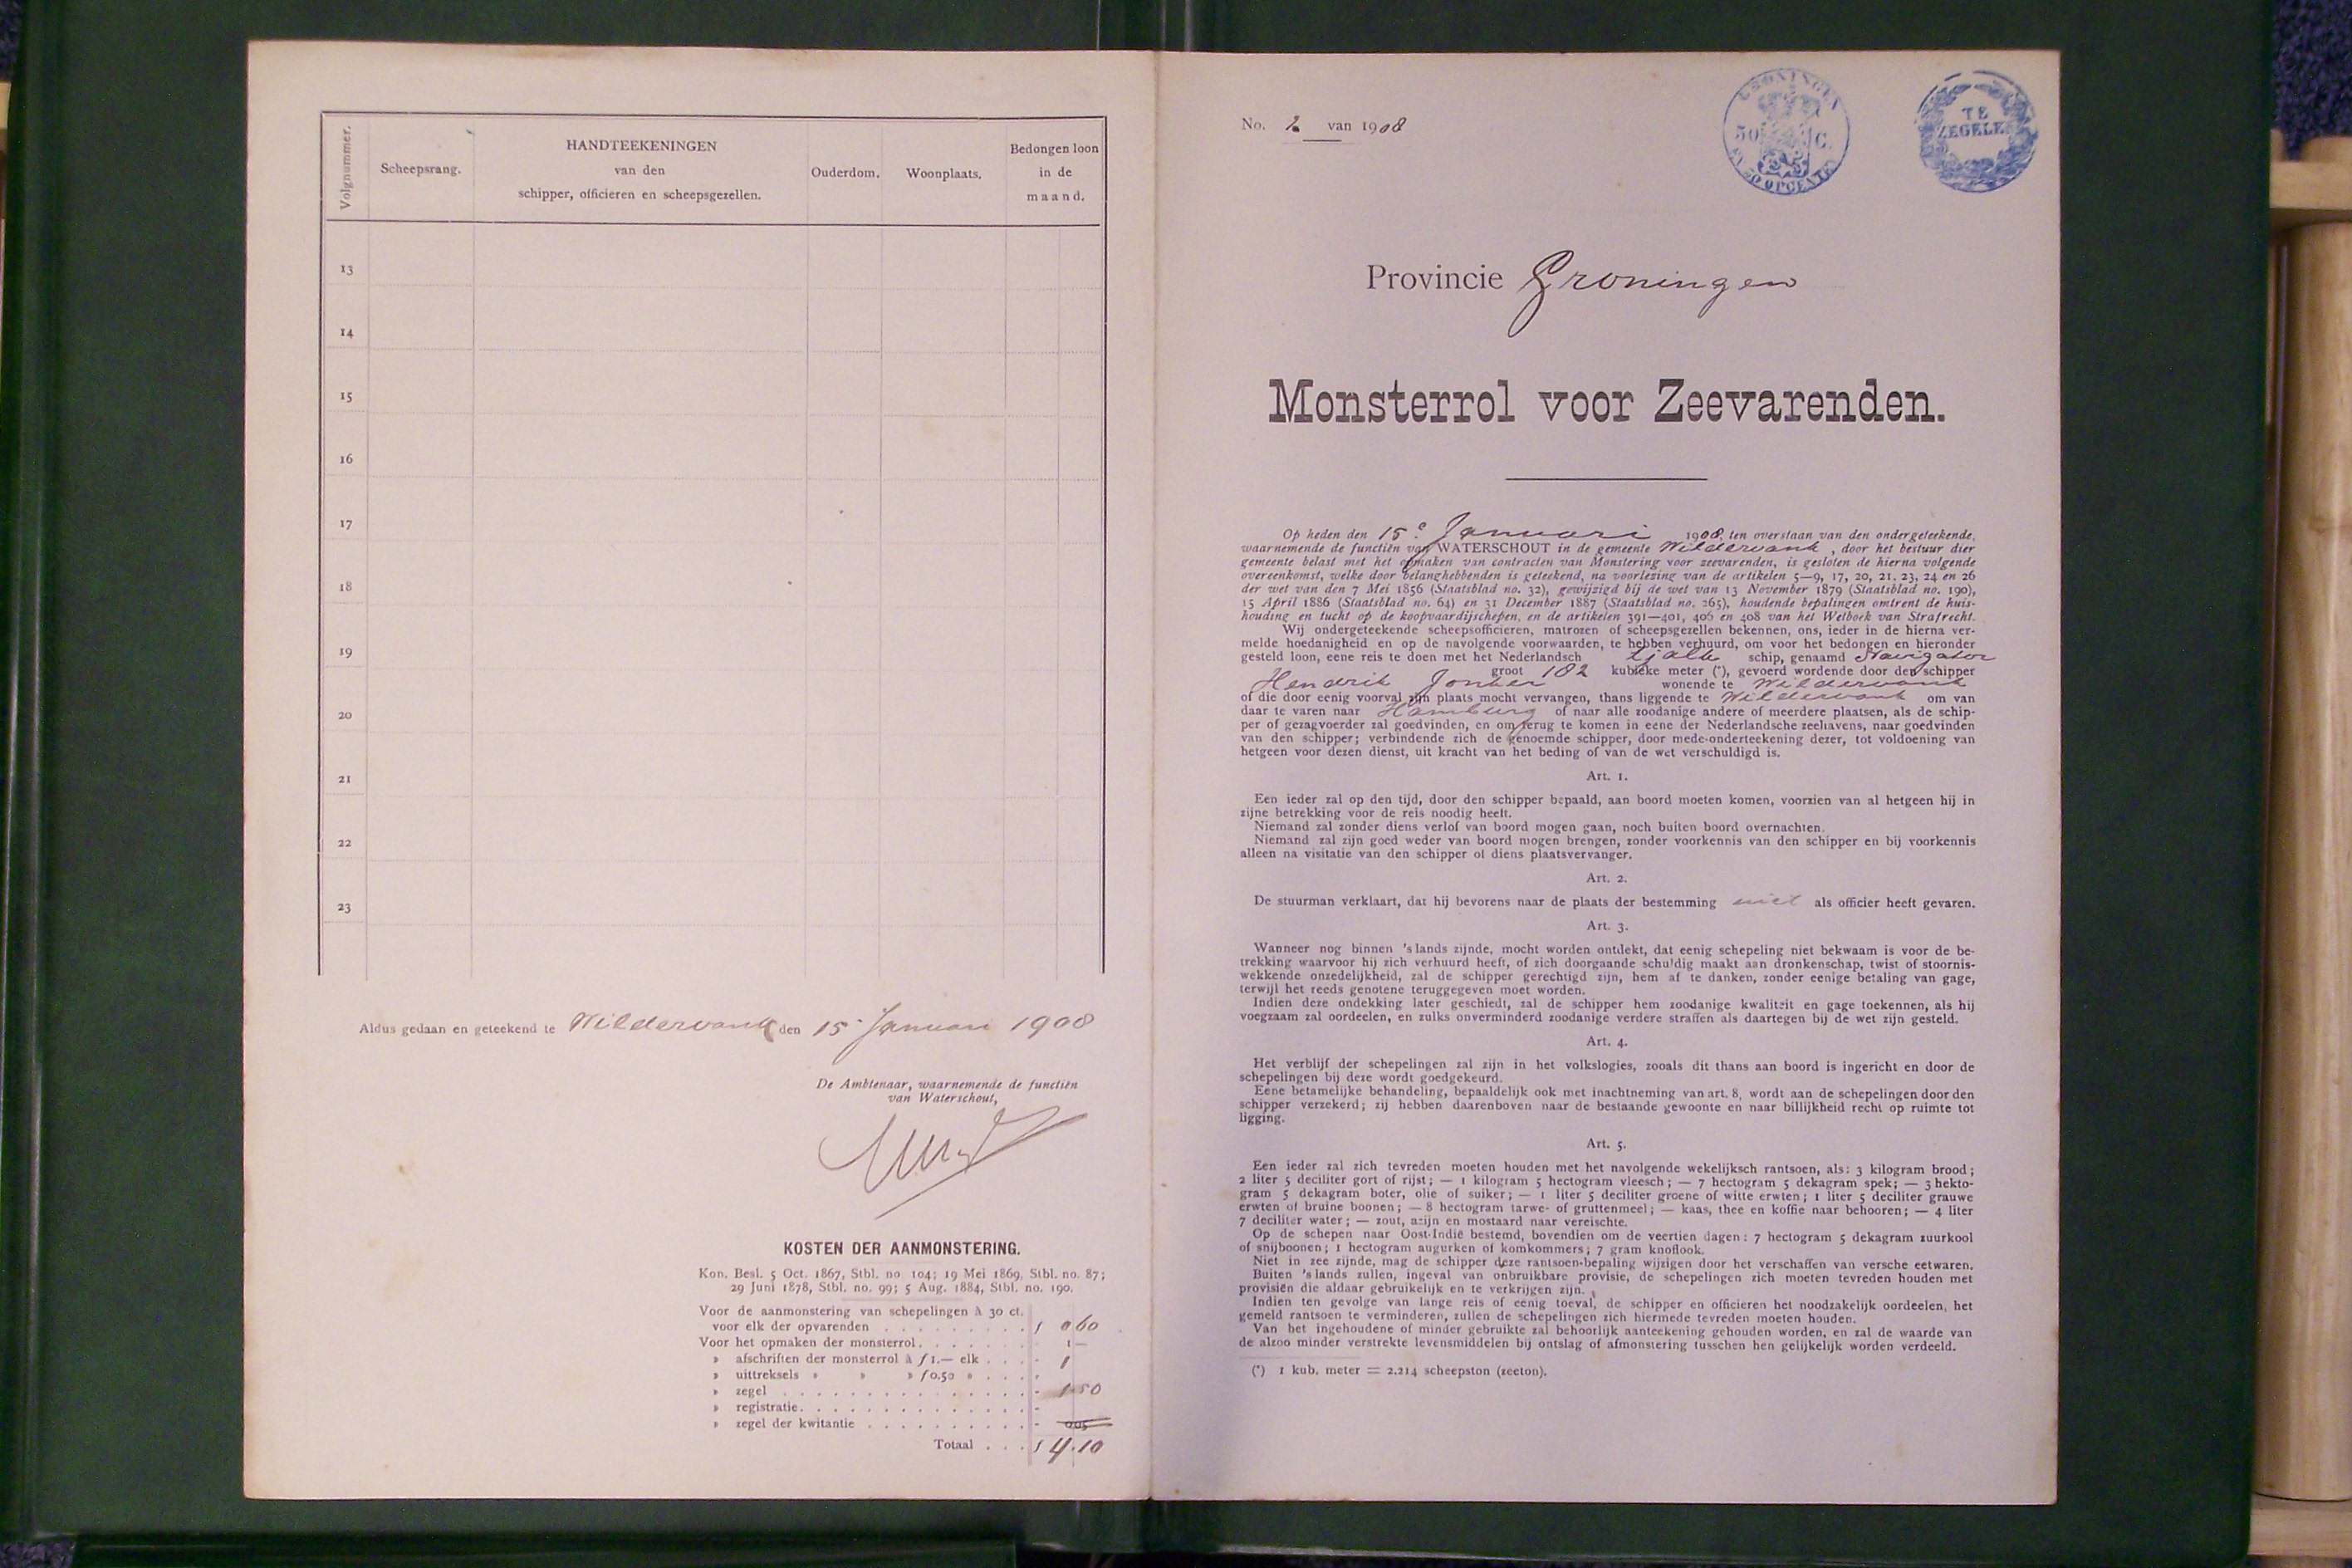 Volgnummer.
Scheepsrang.
HANDTEEKENINGEN
van den
schipper, officieren en scheepsgezellen.
Ouderdom.
Woonplaats.
Bedongen loon
in de
maand.
13
14
15
16
17
18
19
20
21
22
23
Aldus gedaan en geteekend te Wildervank den 15 Januari 1908
De Ambtenaar, waarnemende de functiën
van Waterschout,
KOSTEN DER AANMONSTERING.
Kon. Besl. 5 Oct. 1867, Stbl. no. 104; 19 Mei 1869, Stbl. no. 87;
29 Juni 1878, Stbl. no. 99; 5 Aug. 1884, Stbl. no. 190.
Voor de aanmonstering van schepelingen à 30 ct.
voor elk der opvarenden . . . . . . . . . f 0 60
Voor het opmaken der monsterrol . . . . . . . 1 —
» afschriften der monsterrol à f 1.— elk . . . - 1
» uittreksels » » » f 0.50 » . . . -
» zegel . . . . . . . . . . . . . . . - 1.50
» registratie . . . . . . . . . . . . . . -
» zegel der kwitantie . . . . . . . . . . - 005
Totaal . . . f 4.10
No. 2 van 1908
GRONINGEN
50 C.
EN 50 OPCENTEN
TE
ZEGELEN
Provincie Groningen
Monsterrol voor Zeevarenden.
Op heden den 15e Januari 1908, ten overstaan van den ondergeteekende,
waarnemende de functiën van WATERSCHOUT in de gemeente Wildervank, door het bestuur dier
gemeente belast met het opmaken van contracten van Monstering voor zeevarenden, is gesloten de hierna volgende
overeenkomst, welke door belanghebbenden is geteekend, na voorlezing van de artikelen 5—9, 17, 20, 21, 23, 24 en 26
der wet van den 7 Mei 1856 (Staatsblad no. 32), gewijzigd bij de wet van 13 November 1879 (Staatsblad no. 190),
15 April 1886 (Staatsblad no. 64) en 31 December 1887 (Staatsblad no. 265), houdende bepalingen omtrent de huis-
houding en tucht op de koopvaardijschepen, en de artikelen 391—401, 406 en 408 van het Wetboek van Strafrecht.
Wij ondergeteekende scheepsofficieren, matrozen of scheepsgezellen bekennen, ons, ieder in de hierna ver-
melde hoedanigheid en op de navolgende voorwaarden, te hebben verhuurd, om voor het bedongen en hieronder
gesteld loon, eene reis te doen met het Nederlandsch tjalk schip, genaamd Navigator
groot 182 kubieke meter (*), gevoerd wordende door den schipper
Hendrik Jonker wonende te Wildervank
of die door eenig voorval zijn plaats mocht vervangen, thans liggende te Wildervank om van
daar te varen naar Hamburg of naar alle zoodanige andere of meerdere plaatsen, als de schip-
per of gezagvoerder zal goedvinden, en om terug te komen in eene der Nederlandsche zeehavens, naar goedvinden
van den schipper; verbindende zich de genoemde schipper, door mede-onderteekening dezer, tot voldoening van
hetgeen voor dezen dienst, uit kracht van het beding of van de wet verschuldigd is.
Art. 1.
Een ieder zal op den tijd, door den schipper bepaald, aan boord moeten komen, voorzien van al hetgeen hij in
zijne betrekking voor de reis noodig heeft.
Niemand zal zonder diens verlof van boord mogen gaan, noch buiten boord overnachten.
Niemand zal zijn goed weder van boord mogen brengen, zonder voorkennis van den schipper en bij voorkennis
alleen na visitatie van den schipper of diens plaatsvervanger.
Art. 2.
De stuurman verklaart, dat hij bevorens naar de plaats der bestemming niet als officier heeft gevaren.
Art. 3.
Wanneer nog binnen 's lands zijnde, mocht worden ontdekt, dat eenig schepeling niet bekwaam is voor de be-
trekking waarvoor hij zich verhuurd heeft, of zich doorgaande schuldig maakt aan dronkenschap, twist of stoornis-
wekkende onzedelijkheid, zal de schipper gerechtigd zijn, hem af te danken, zonder eenige betaling van gage,
terwijl het reeds genotene teruggegeven moet worden.
Indien deze ondekking later geschiedt, zal de schipper hem zoodanige kwaliteit en gage toekennen, als hij
voegzaam zal oordeelen, en zulks onverminderd zoodanige verdere straffen als daartegen bij de wet zijn gesteld.
Art. 4.
Het verblijf der schepelingen zal zijn in het volkslogies, zooals dit thans aan boord is ingericht en door de
schepelingen bij deze wordt goedgekeurd.
Eene betamelijke behandeling, bepaaldelijk ook met inachtneming van art. 8, wordt aan de schepelingen door den
schipper verzekerd; zij hebben daarenboven naar de bestaande gewoonte en naar billijkheid recht op ruimte tot
ligging.
Art. 5.
Een ieder zal zich tevreden moeten houden met het navolgende wekelijksch rantsoen, als: 3 kilogram brood;
2 liter 5 deciliter gort of rijst; — 1 kilogram 5 hectogram vleesch; — 7 hectogram 5 dekagram spek; — 3 hekto-
gram 5 dekagram boter, olie of suiker; — 1 liter 5 deciliter groene of witte erwten; 1 liter 5 deciliter grauwe
erwten of bruine boonen; — 8 hectogram tarwe- of gruttenmeel; — kaas, thee en koffie naar behooren; — 4 liter
7 deciliter water; — zout, azijn en mostaard naar vereischte.
Op de schepen naar Oost-Indië bestemd, bovendien om de veertien dagen: 7 hectogram 5 dekagram zuurkool
of snijboonen; 1 hectogram augurken of komkommers; 7 gram knoflook.
Niet in zee zijnde, mag de schipper deze rantsoen-bepaling wijzigen door het verschaffen van versche eetwaren.
Buiten 's lands zullen, ingeval van onbruikbare provisie, de schepelingen zich moeten tevreden houden met
provisiën die aldaar gebruikelijk en te verkrijgen zijn.
Indien ten gevolge van lange reis of eenig toeval, de schipper en officieren het noodzakelijk oordeelen, het
gemeld rantsoen te verminderen, zullen de schepelingen zich hiermede tevreden moeten houden.
Van het ingehoudene of minder gebruikte zal behoorlijk aanteekening gehouden worden, en zal de waarde van
de alzoo minder verstrekte levensmiddelen bij ontslag of afmonstering tusschen hen gelijkelijk worden verdeeld.
(*) 1 kub. meter = 2.214 scheepston (zeeton).